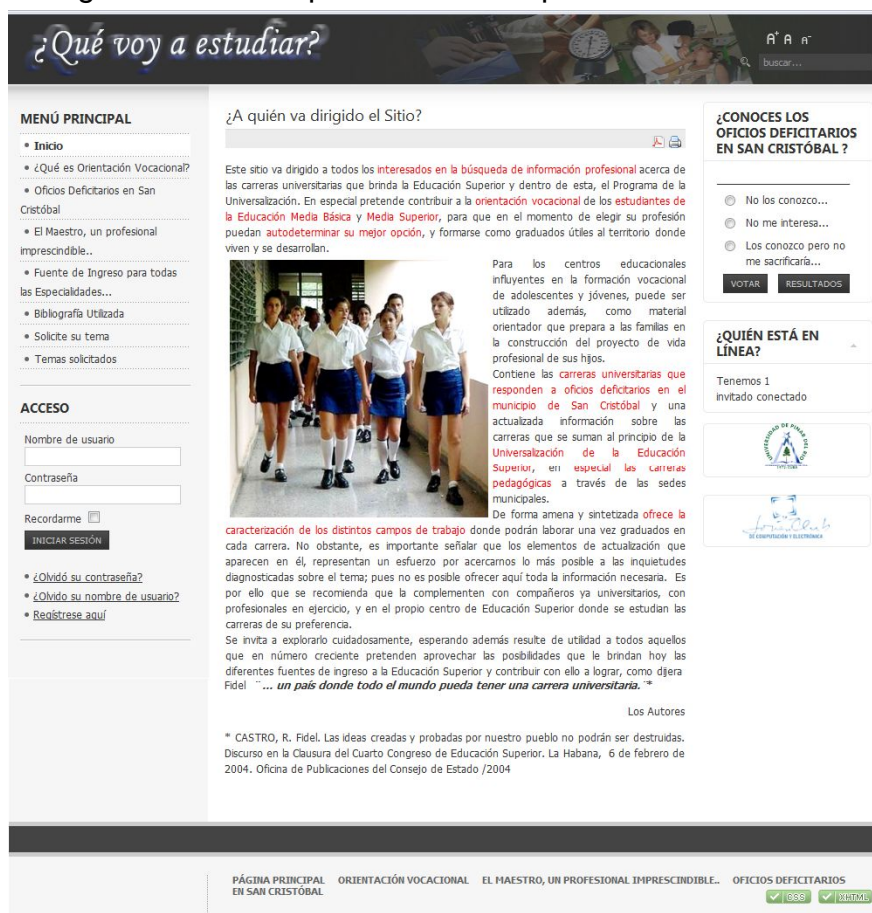 ¿Qué voy a estudiar?
A+ A A-
buscar...
MENÚ PRINCIPAL
Inicio
¿Qué es Orientación Vocacional?
Oficios Deficitarios en San
Cristóbal
El Maestro, un profesional
imprescindible..
Fuente de Ingreso para todas
las Especialidades...
Bibliografía Utilizada
Solicite su tema
Temas solicitados
ACCESO
Nombre de usuario
Contraseña
Recordarme
INICIAR SESIÓN
¿Olvidó su contraseña?
¿Olvido su nombre de usuario?
Regístrese aquí
¿A quién va dirigido el Sitio?
Este sitio va dirigido a todos los interesados en la búsqueda de información profesional acerca de
las carreras universitarias que brinda la Educación Superior y dentro de esta, el Programa de la
Universalización. En especial pretende contribuir a la orientación vocacional de los estudiantes de
la Educación Media Básica y Media Superior, para que en el momento de elegir su profesión
puedan autodeterminar su mejor opción, y formarse como graduados útiles al territorio donde
viven y se desarrollan.
Para los centros educacionales
influyentes en la formación vocacional
de adolescentes y jóvenes, puede ser
utilizado además, como material
orientador que prepara a las familias en
la construcción del proyecto de vida
profesional de sus hijos.
Contiene las carreras universitarias que
responden a oficios deficitarios en el
municipio de San Cristóbal y una
actualizada información sobre las
carreras que se suman al principio de la
Universalización de la Educación
Superior, en especial las carreras
pedagógicas a través de las sedes
municipales.
De forma amena y sintetizada ofrece la
caracterización de los distintos campos de trabajo donde podrán laborar una vez graduados en
cada carrera. No obstante, es importante señalar que los elementos de actualización que
aparecen en él, representan un esfuerzo por acercarnos lo más posible a las inquietudes
diagnosticadas sobre el tema; pues no es posible ofrecer aquí toda la información necesaria. Es
por ello que se recomienda que la complementen con compañeros ya universitarios, con
profesionales en ejercicio, y en el propio centro de Educación Superior donde se estudian las
carreras de su preferencia.
Se invita a explorarlo cuidadosamente, esperando además resulte de utilidad a todos aquellos
que en número creciente pretenden aprovechar las posibilidades que le brindan hoy las
diferentes fuentes de ingreso a la Educación Superior y contribuir con ello a lograr, como dijera
Fidel ¨... un país donde todo el mundo pueda tener una carrera universitaria.¨*
Los Autores
* CASTRO, R. Fidel. Las ideas creadas y probadas por nuestro pueblo no podrán ser destruidas.
Discurso en la Clausura del Cuarto Congreso de Educación Superior. La Habana, 6 de febrero de
2004. Oficina de Publicaciones del Consejo de Estado /2004
¿CONOCES LOS
OFICIOS DEFICITARIOS
EN SAN CRISTÓBAL ?
No los conozco...
No me interesa...
Los conozco pero no
me sacrificaría...
VOTAR RESULTADOS
¿QUIÉN ESTÁ EN
LÍNEA?
Tenemos 1
invitado conectado
UNIVERSIDAD DE PINAR DEL RIO
1972 CUBA
Joven Club
DE COMPUTACIÓN Y ELECTRÓNICA
PÁGINA PRINCIPAL ORIENTACIÓN VOCACIONAL EL MAESTRO, UN PROFESIONAL IMPRESCINDIBLE.. OFICIOS DEFICITARIOS
EN SAN CRISTÓBAL
CSS XHTML